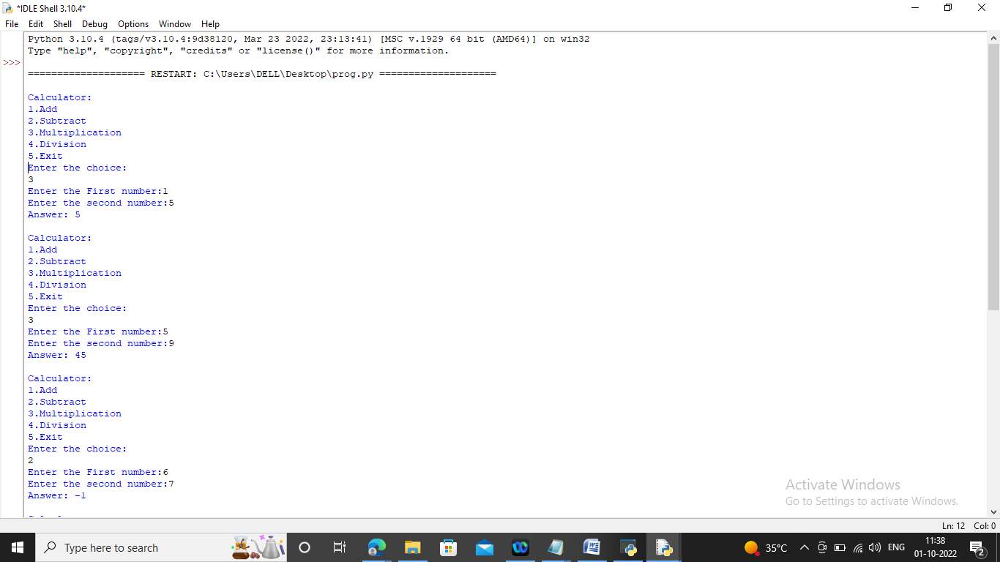 *IDLE Shell 3.10.4*
File Edit Shell Debug Options Window Help
Python 3.10.4 (tags/v3.10.4:9d38120, Mar 23 2022, 23:13:41) [MSC v.1929 64 bit (AMD64)] on win32
Type "help", "copyright", "credits" or "license()" for more information.
>>>
==================== RESTART: C:\Users\DELL\Desktop\prog.py ====================
Calculator:
1.Add
2.Subtract
3.Multiplication
4.Division
5.Exit
Enter the choice:
3
Enter the First number:1
Enter the second number:5
Answer: 5
Calculator:
1.Add
2.Subtract
3.Multiplication
4.Division
5.Exit
Enter the choice:
3
Enter the First number:5
Enter the second number:9
Answer: 45
Calculator:
1.Add
2.Subtract
3.Multiplication
4.Division
5.Exit
Enter the choice:
2
Enter the First number:6
Enter the second number:7
Answer: -1
Activate Windows
Go to Settings to activate Windows.
Ln: 12 Col: 0
Type here to search
35°C
ENG
11:38
01-10-2022
2